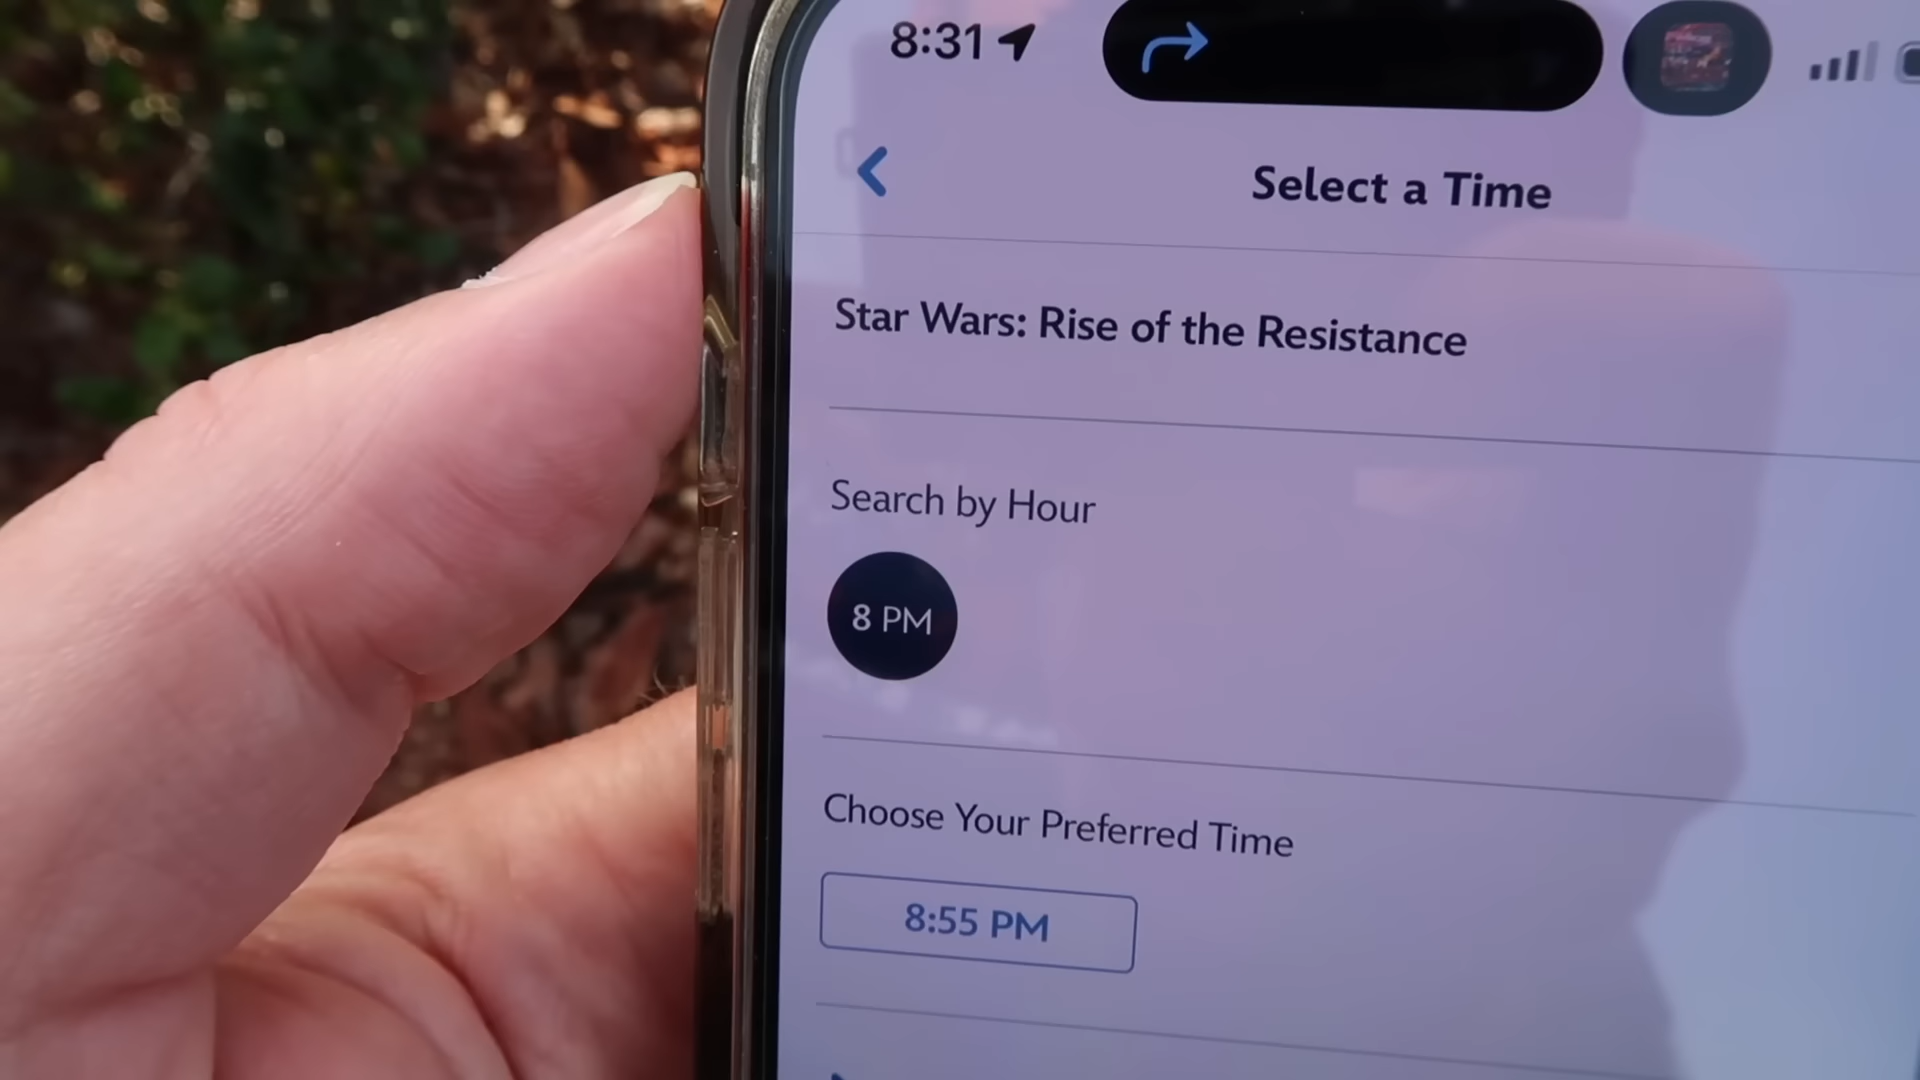 8:31
Select a Time
Star Wars: Rise of the Resistance
Search by Hour
8 PM
Choose Your Preferred Time
8:55 PM